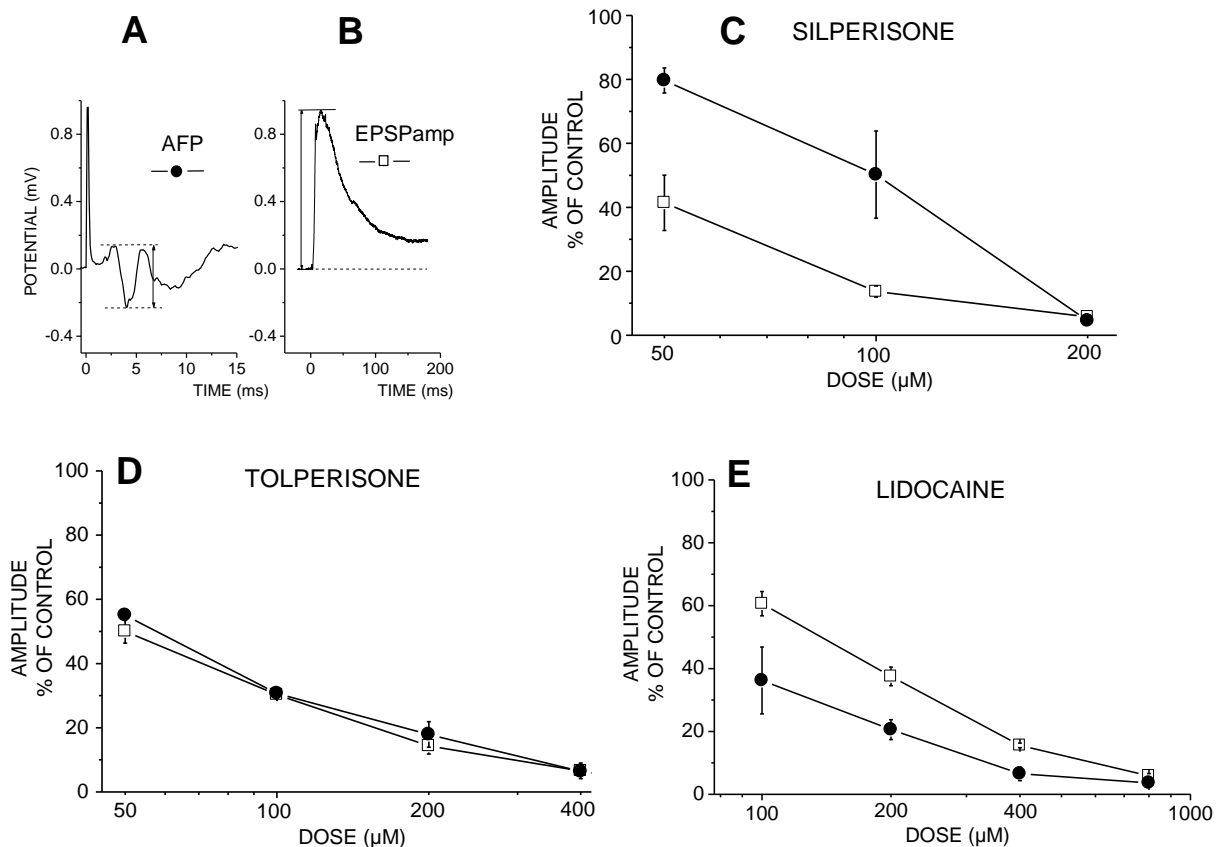 A
AFP
POTENTIAL (mV)
0.8
0.4
0.0
-0.4
0
5
10
15
TIME (ms)
B
EPSPamp
0.8
0.4
0.0
-0.4
0
100
200
TIME (ms)
C
SILPERISONE
AMPLITUDE
% OF CONTROL
100
80
60
40
20
0
50
100
200
DOSE (µM)
D
TOLPERISONE
AMPLITUDE
% OF CONTROL
100
80
60
40
20
0
50
100
200
400
DOSE (µM)
E
LIDOCAINE
AMPLITUDE
% OF CONTROL
100
80
60
40
20
0
100
200
400
800
1000
DOSE (µM)